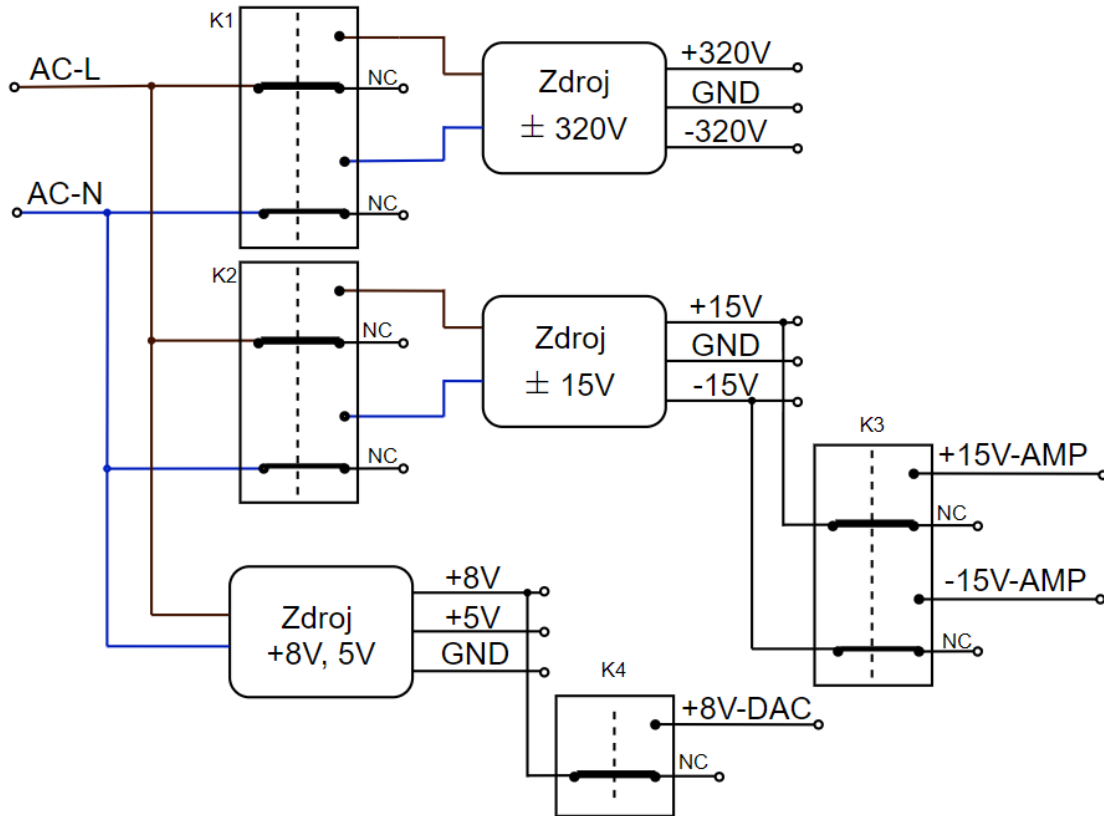 K1
AC-L
NC
Zdroj
± 320V
+320V
GND
-320V
AC-N
NC
K2
NC
Zdroj
± 15V
+15V
GND
-15V
NC
K3
+15V-AMP
NC
-15V-AMP
NC
Zdroj
+8V, 5V
+8V
+5V
GND
K4
+8V-DAC
NC